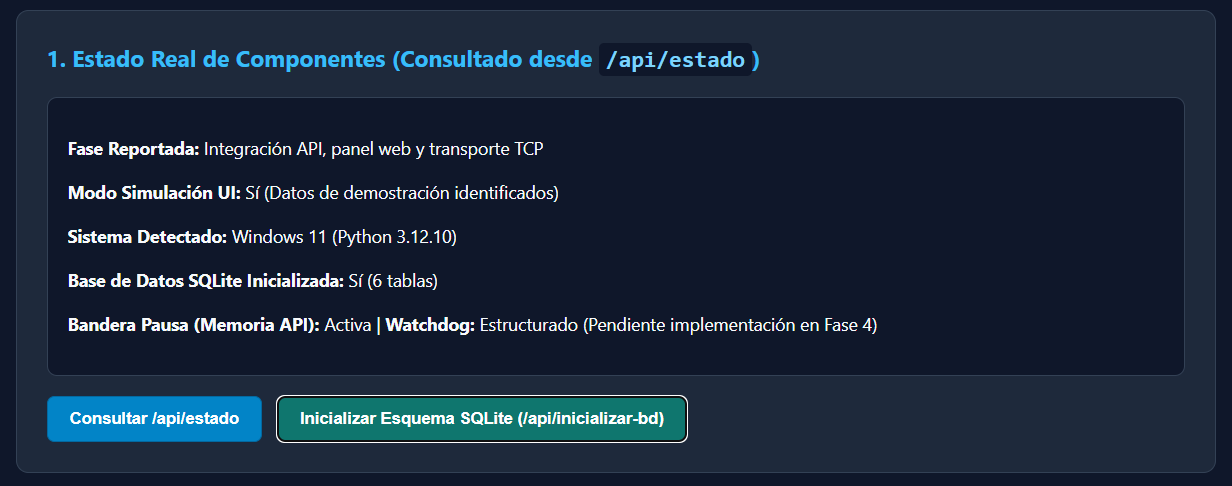 1. Estado Real de Componentes (Consultado desde /api/estado)
Fase Reportada: Integración API, panel web y transporte TCP
Modo Simulación UI: Sí (Datos de demostración identificados)
Sistema Detectado: Windows 11 (Python 3.12.10)
Base de Datos SQLite Inicializada: Sí (6 tablas)
Bandera Pausa (Memoria API): Activa | Watchdog: Estructurado (Pendiente implementación en Fase 4)
Consultar /api/estado
Inicializar Esquema SQLite (/api/inicializar-bd)